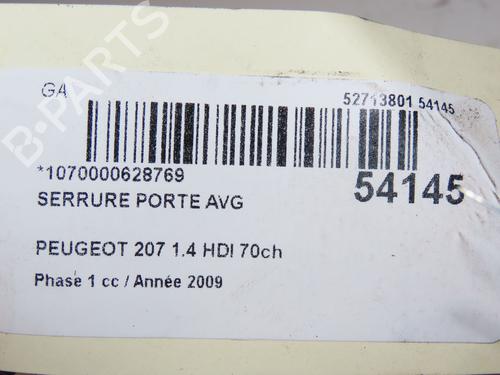 GA
52713801 54145
*1070000628769
54145
SERRURE PORTE AVG
PEUGEOT 207 1.4 HDI 70ch
Phase 1 cc / Année 2009
B-PARTS